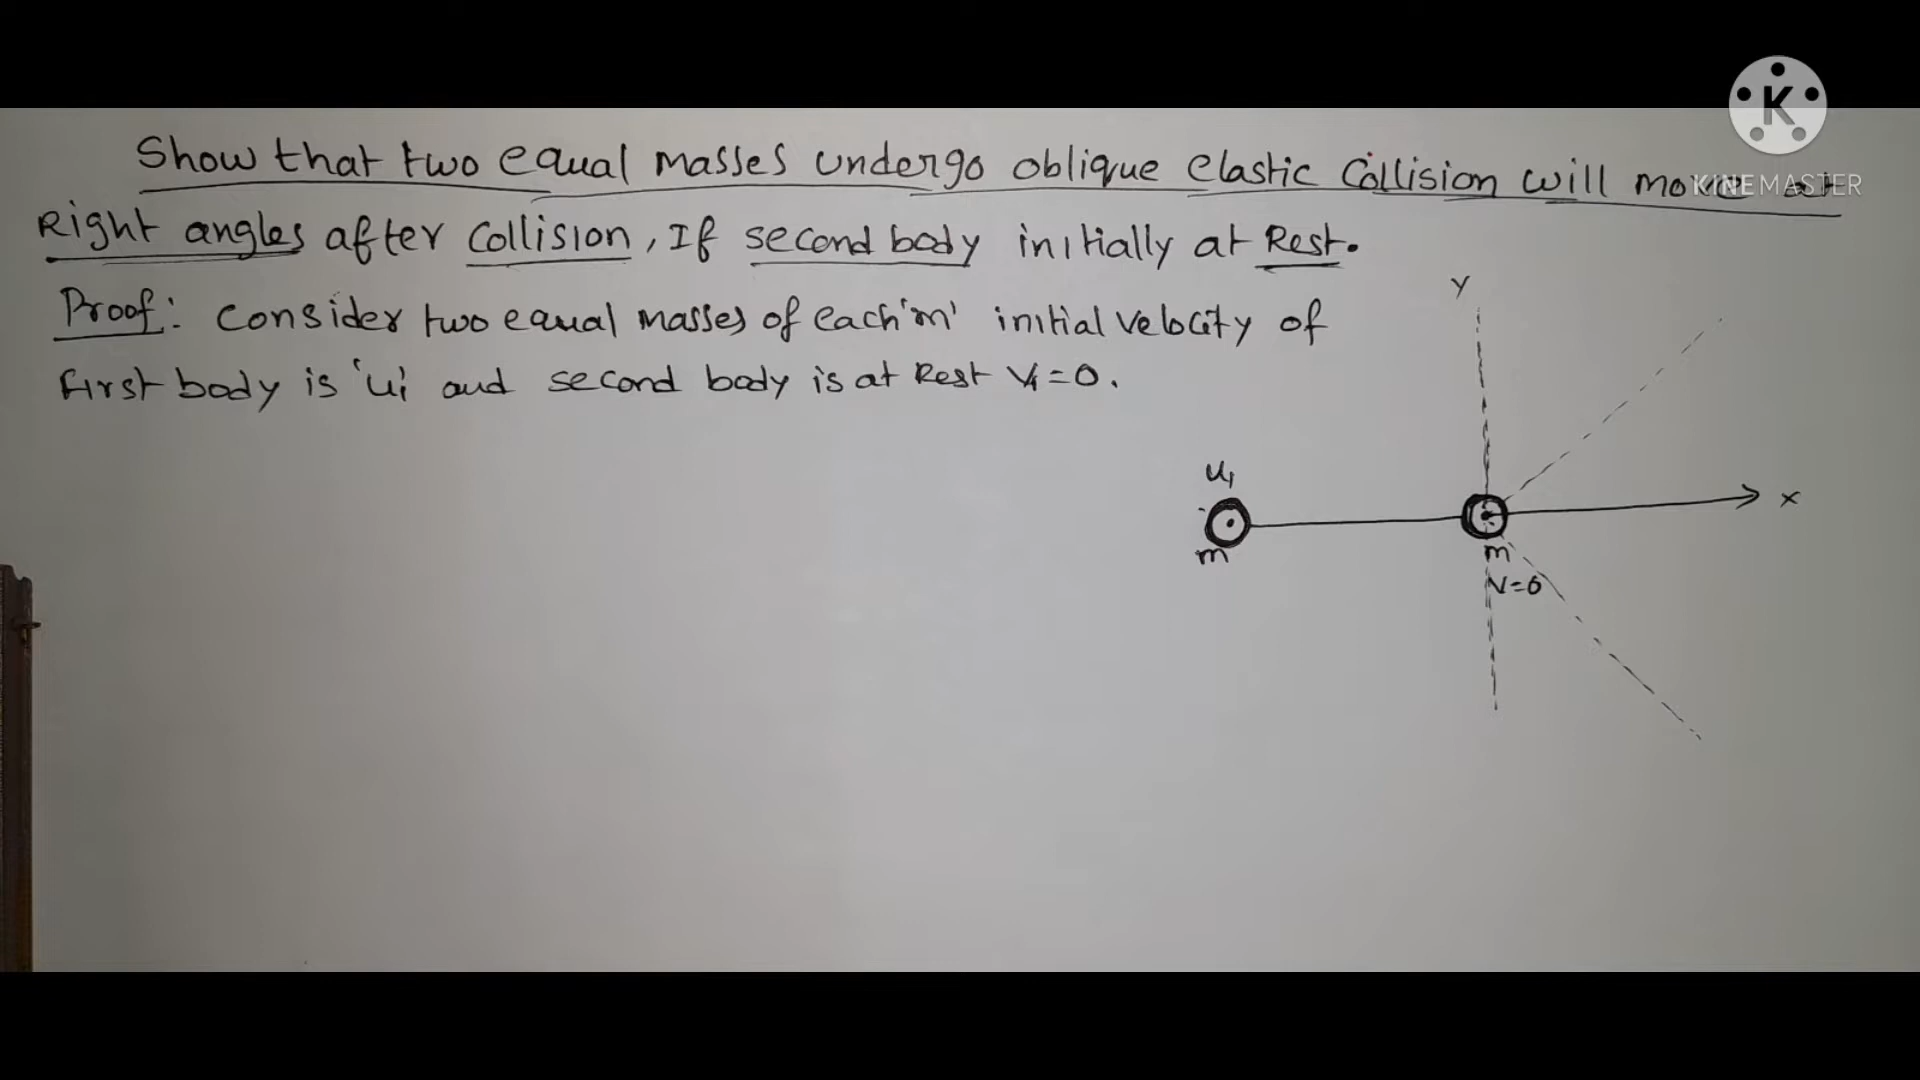 Show that two equal masses undergo oblique elastic Collision will move at
Right angles after collision, If second body initially at Rest.
Proof: Consider two equal masses of each 'm' initial velocity of
first body is 'u1' and second body is at Rest V1=0.
Y
u1
m
x
m
V=0
K
KINEMASTER